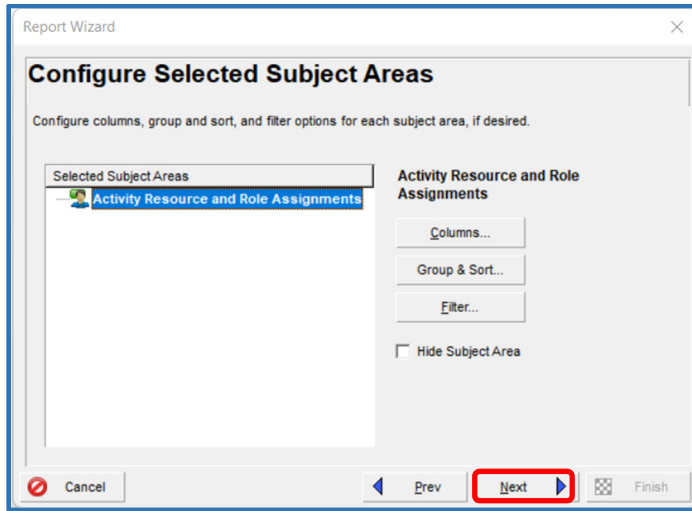 Report Wizard
Configure Selected Subject Areas
Configure columns, group and sort, and filter options for each subject area, if desired.
Selected Subject Areas
Activity Resource and Role Assignments
Activity Resource and Role
Assignments
Columns...
Group & Sort...
Filter...
Hide Subject Area
Cancel
Prev
Next
Finish